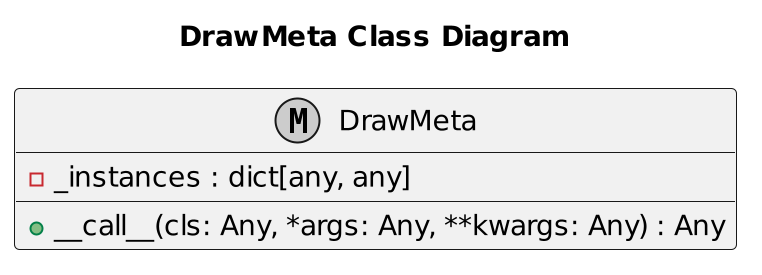 DrawMeta Class Diagram
M DrawMeta
_instances : dict[any, any]
__call__(cls: Any, *args: Any, **kwargs: Any) : Any